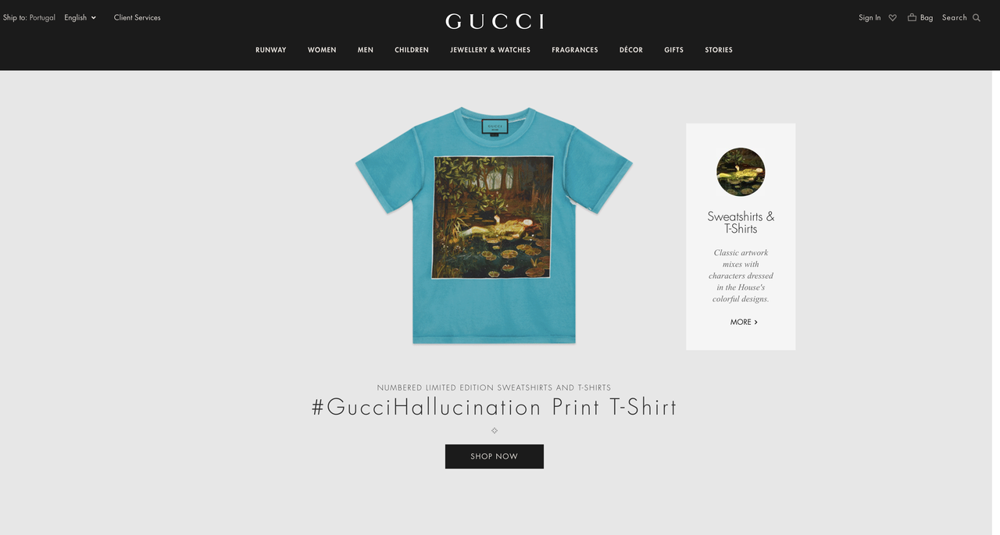 Ship to: Portugal English Client Services
GUCCI
Sign In Bag Search
RUNWAY WOMEN MEN CHILDREN JEWELLERY & WATCHES FRAGRANCES DÉCOR GIFTS STORIES
GUCCI
Sweatshirts &
T-Shirts
Classic artwork
mixes with
characters dressed
in the House's
colorful designs.
MORE
NUMBERED LIMITED EDITION SWEATSHIRTS AND T-SHIRTS
#GucciHallucination Print T-Shirt
SHOP NOW